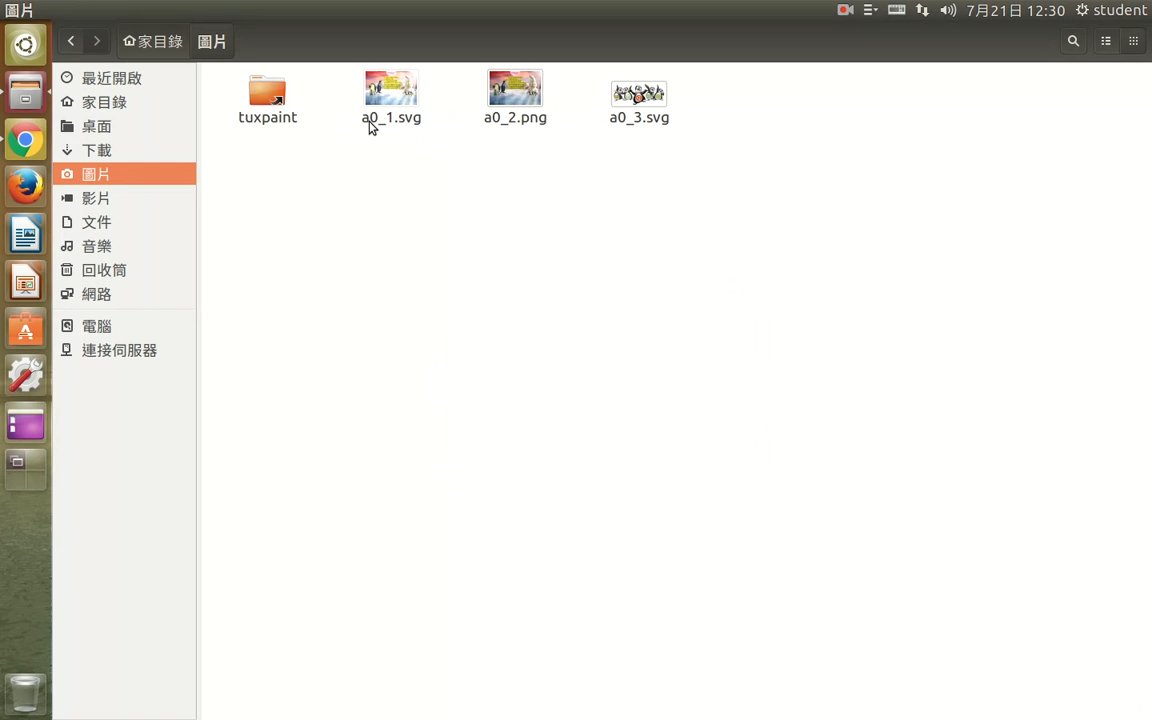 圖片
7月21日 12:30
student
家目錄
圖片
最近開啟
家目錄
桌面
下載
圖片
影片
文件
音樂
回收筒
網路
電腦
連接伺服器
tuxpaint
a0_1.svg
a0_2.png
a0_3.svg